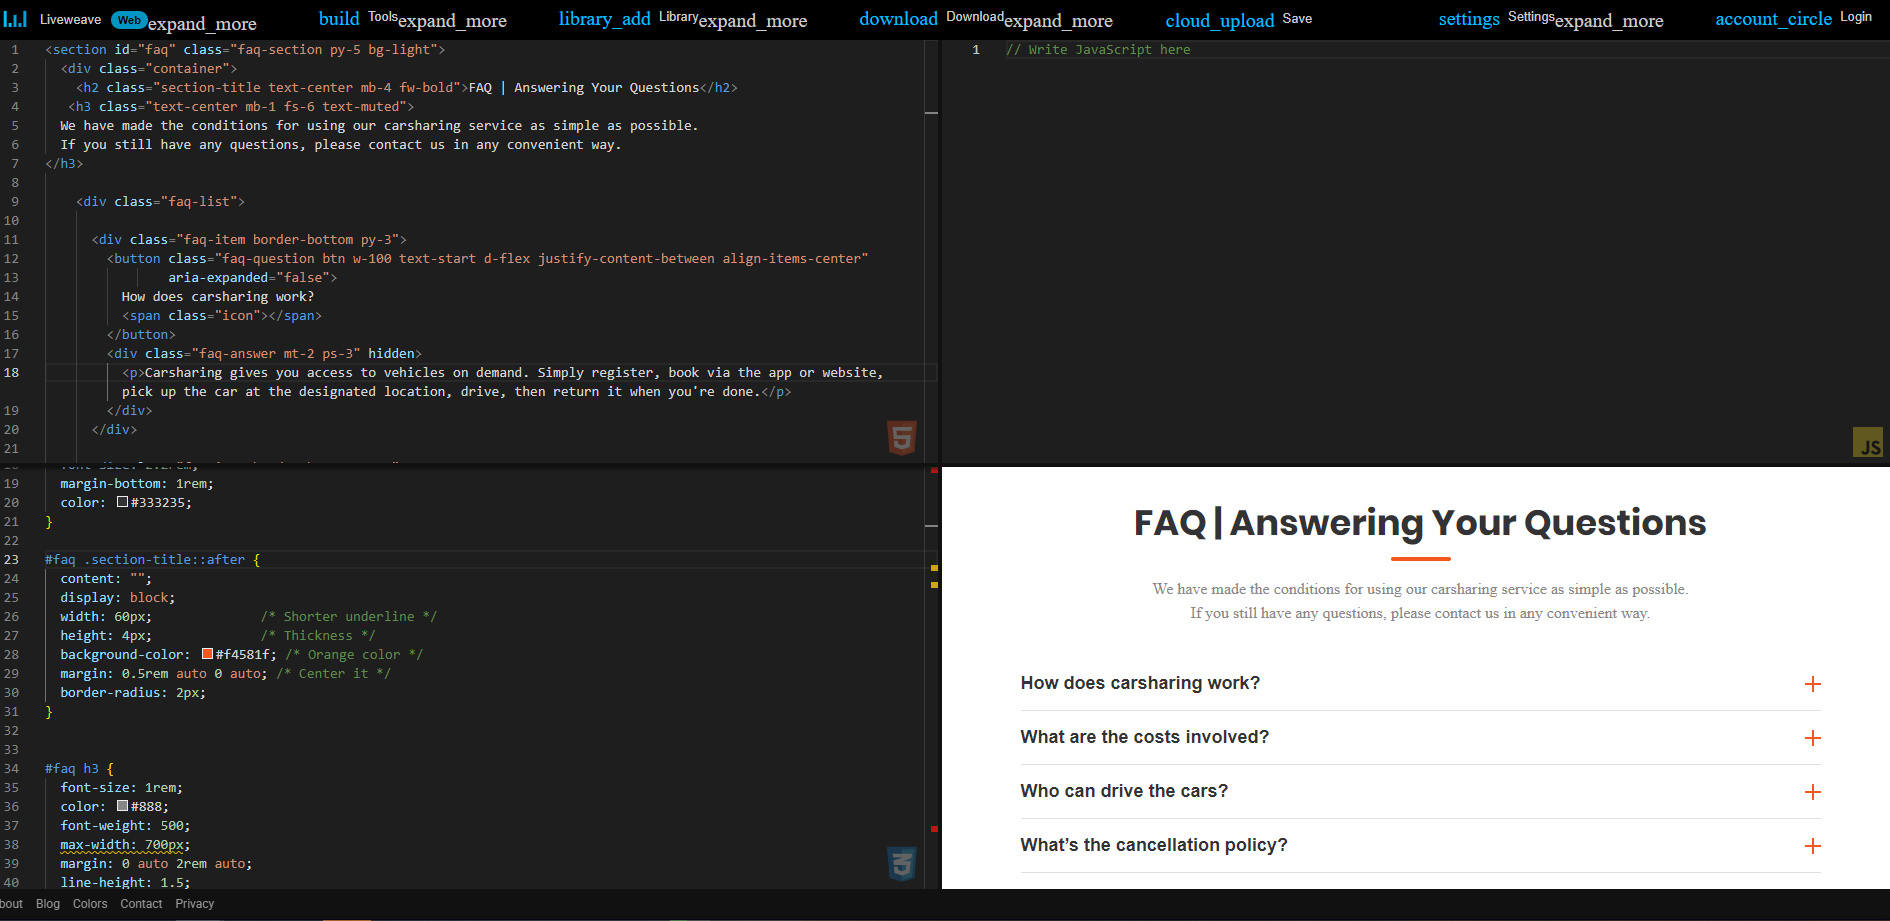 Liveweave Web expand_more build Tools expand_more library_add Library expand_more download Download expand_more cloud_upload Save settings Settings expand_more account_circle Login
1 <section id="faq" class="faq-section py-5 bg-light">
2 <div class="container">
3 <h2 class="section-title text-center mb-4 fw-bold">FAQ | Answering Your Questions</h2>
4 <h3 class="text-center mb-1 fs-6 text-muted">
5 We have made the conditions for using our carsharing service as simple as possible.
6 If you still have any questions, please contact us in any convenient way.
7 </h3>
8
9 <div class="faq-list">
10
11 <div class="faq-item border-bottom py-3">
12 <button class="faq-question btn w-100 text-start d-flex justify-content-between align-items-center"
13 aria-expanded="false">
14 How does carsharing work?
15 <span class="icon"></span>
16 </button>
17 <div class="faq-answer mt-2 ps-3" hidden>
18 <p>Carsharing gives you access to vehicles on demand. Simply register, book via the app or website,
pick up the car at the designated location, drive, then return it when you're done.</p>
19 </div>
20 </div>
21
1 // Write JavaScript here
JS
19 margin-bottom: 1rem;
20 color: #333235;
21 }
22
23 #faq .section-title::after {
24 content: "";
25 display: block;
26 width: 60px; /* Shorter underline */
27 height: 4px; /* Thickness */
28 background-color: #f4581f; /* Orange color */
29 margin: 0.5rem auto 0 auto; /* Center it */
30 border-radius: 2px;
31 }
32
33
34 #faq h3 {
35 font-size: 1rem;
36 color: #888;
37 font-weight: 500;
38 max-width: 700px;
39 margin: 0 auto 2rem auto;
40 line-height: 1.5;
FAQ | Answering Your Questions
We have made the conditions for using our carsharing service as simple as possible.
If you still have any questions, please contact us in any convenient way.
How does carsharing work?
What are the costs involved?
Who can drive the cars?
What’s the cancellation policy?
bout Blog Colors Contact Privacy